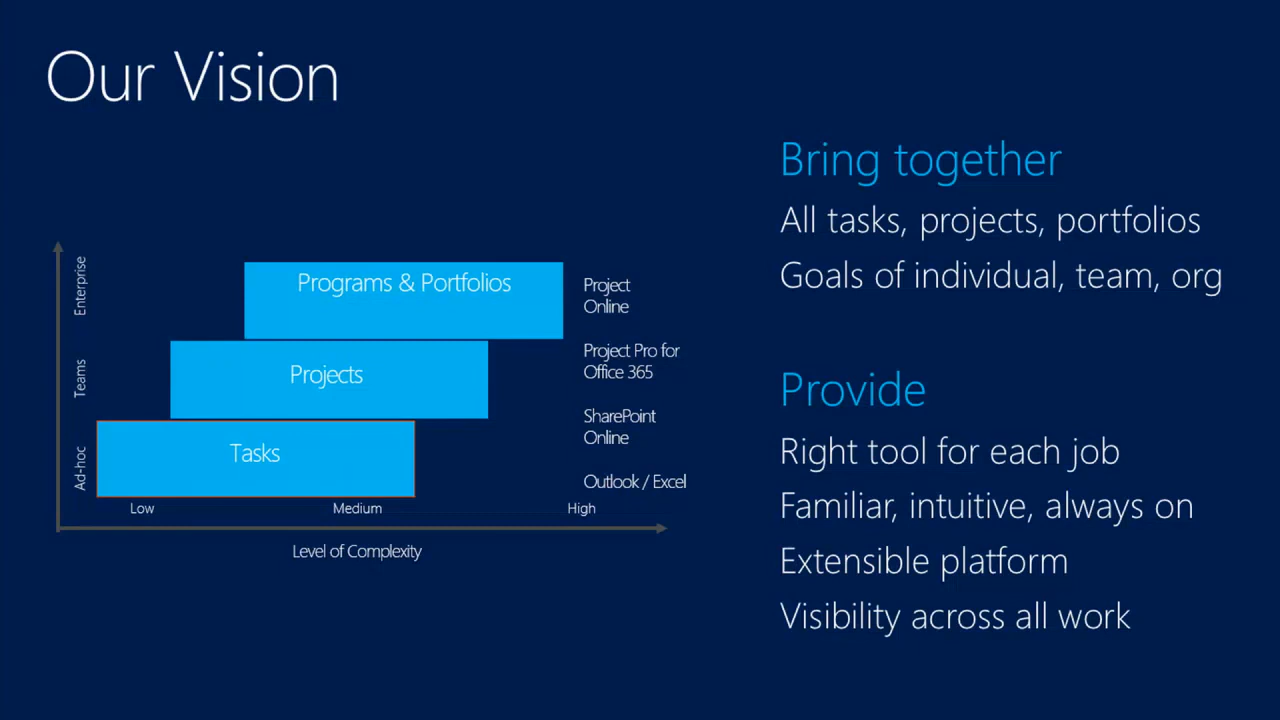 Our Vision
Enterprise
Programs & Portfolios
Project
Online
Teams
Projects
Project Pro for
Office 365
SharePoint
Online
Ad-hoc
Tasks
Outlook / Excel
Low
Medium
High
Level of Complexity
Bring together
All tasks, projects, portfolios
Goals of individual, team, org
Provide
Right tool for each job
Familiar, intuitive, always on
Extensible platform
Visibility across all work